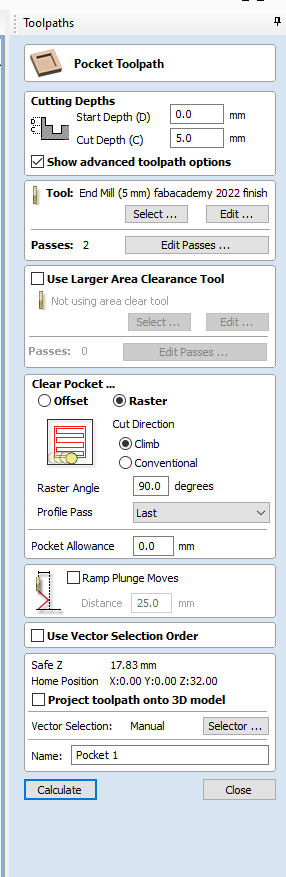 Toolpaths
Pocket Toolpath
Cutting Depths
Start Depth (D) 0.0 mm
Cut Depth (C) 5.0 mm
D
C
Show advanced toolpath options
Tool: End Mill (5 mm) fabacademy 2022 finish
Select ... Edit ...
Passes: 2 Edit Passes ...
Use Larger Area Clearance Tool
Not using area clear tool
Select ... Edit ...
Passes: 0 Edit Passes ...
Clear Pocket ...
Offset Raster
Cut Direction
Climb
Conventional
Raster Angle 90.0 degrees
Profile Pass Last
Pocket Allowance 0.0 mm
Ramp Plunge Moves
Distance 25.0 mm
Use Vector Selection Order
Safe Z 17.83 mm
Home Position X:0.00 Y:0.00 Z:32.00
Project toolpath onto 3D model
Vector Selection: Manual Selector ...
Name: Pocket 1
Calculate Close